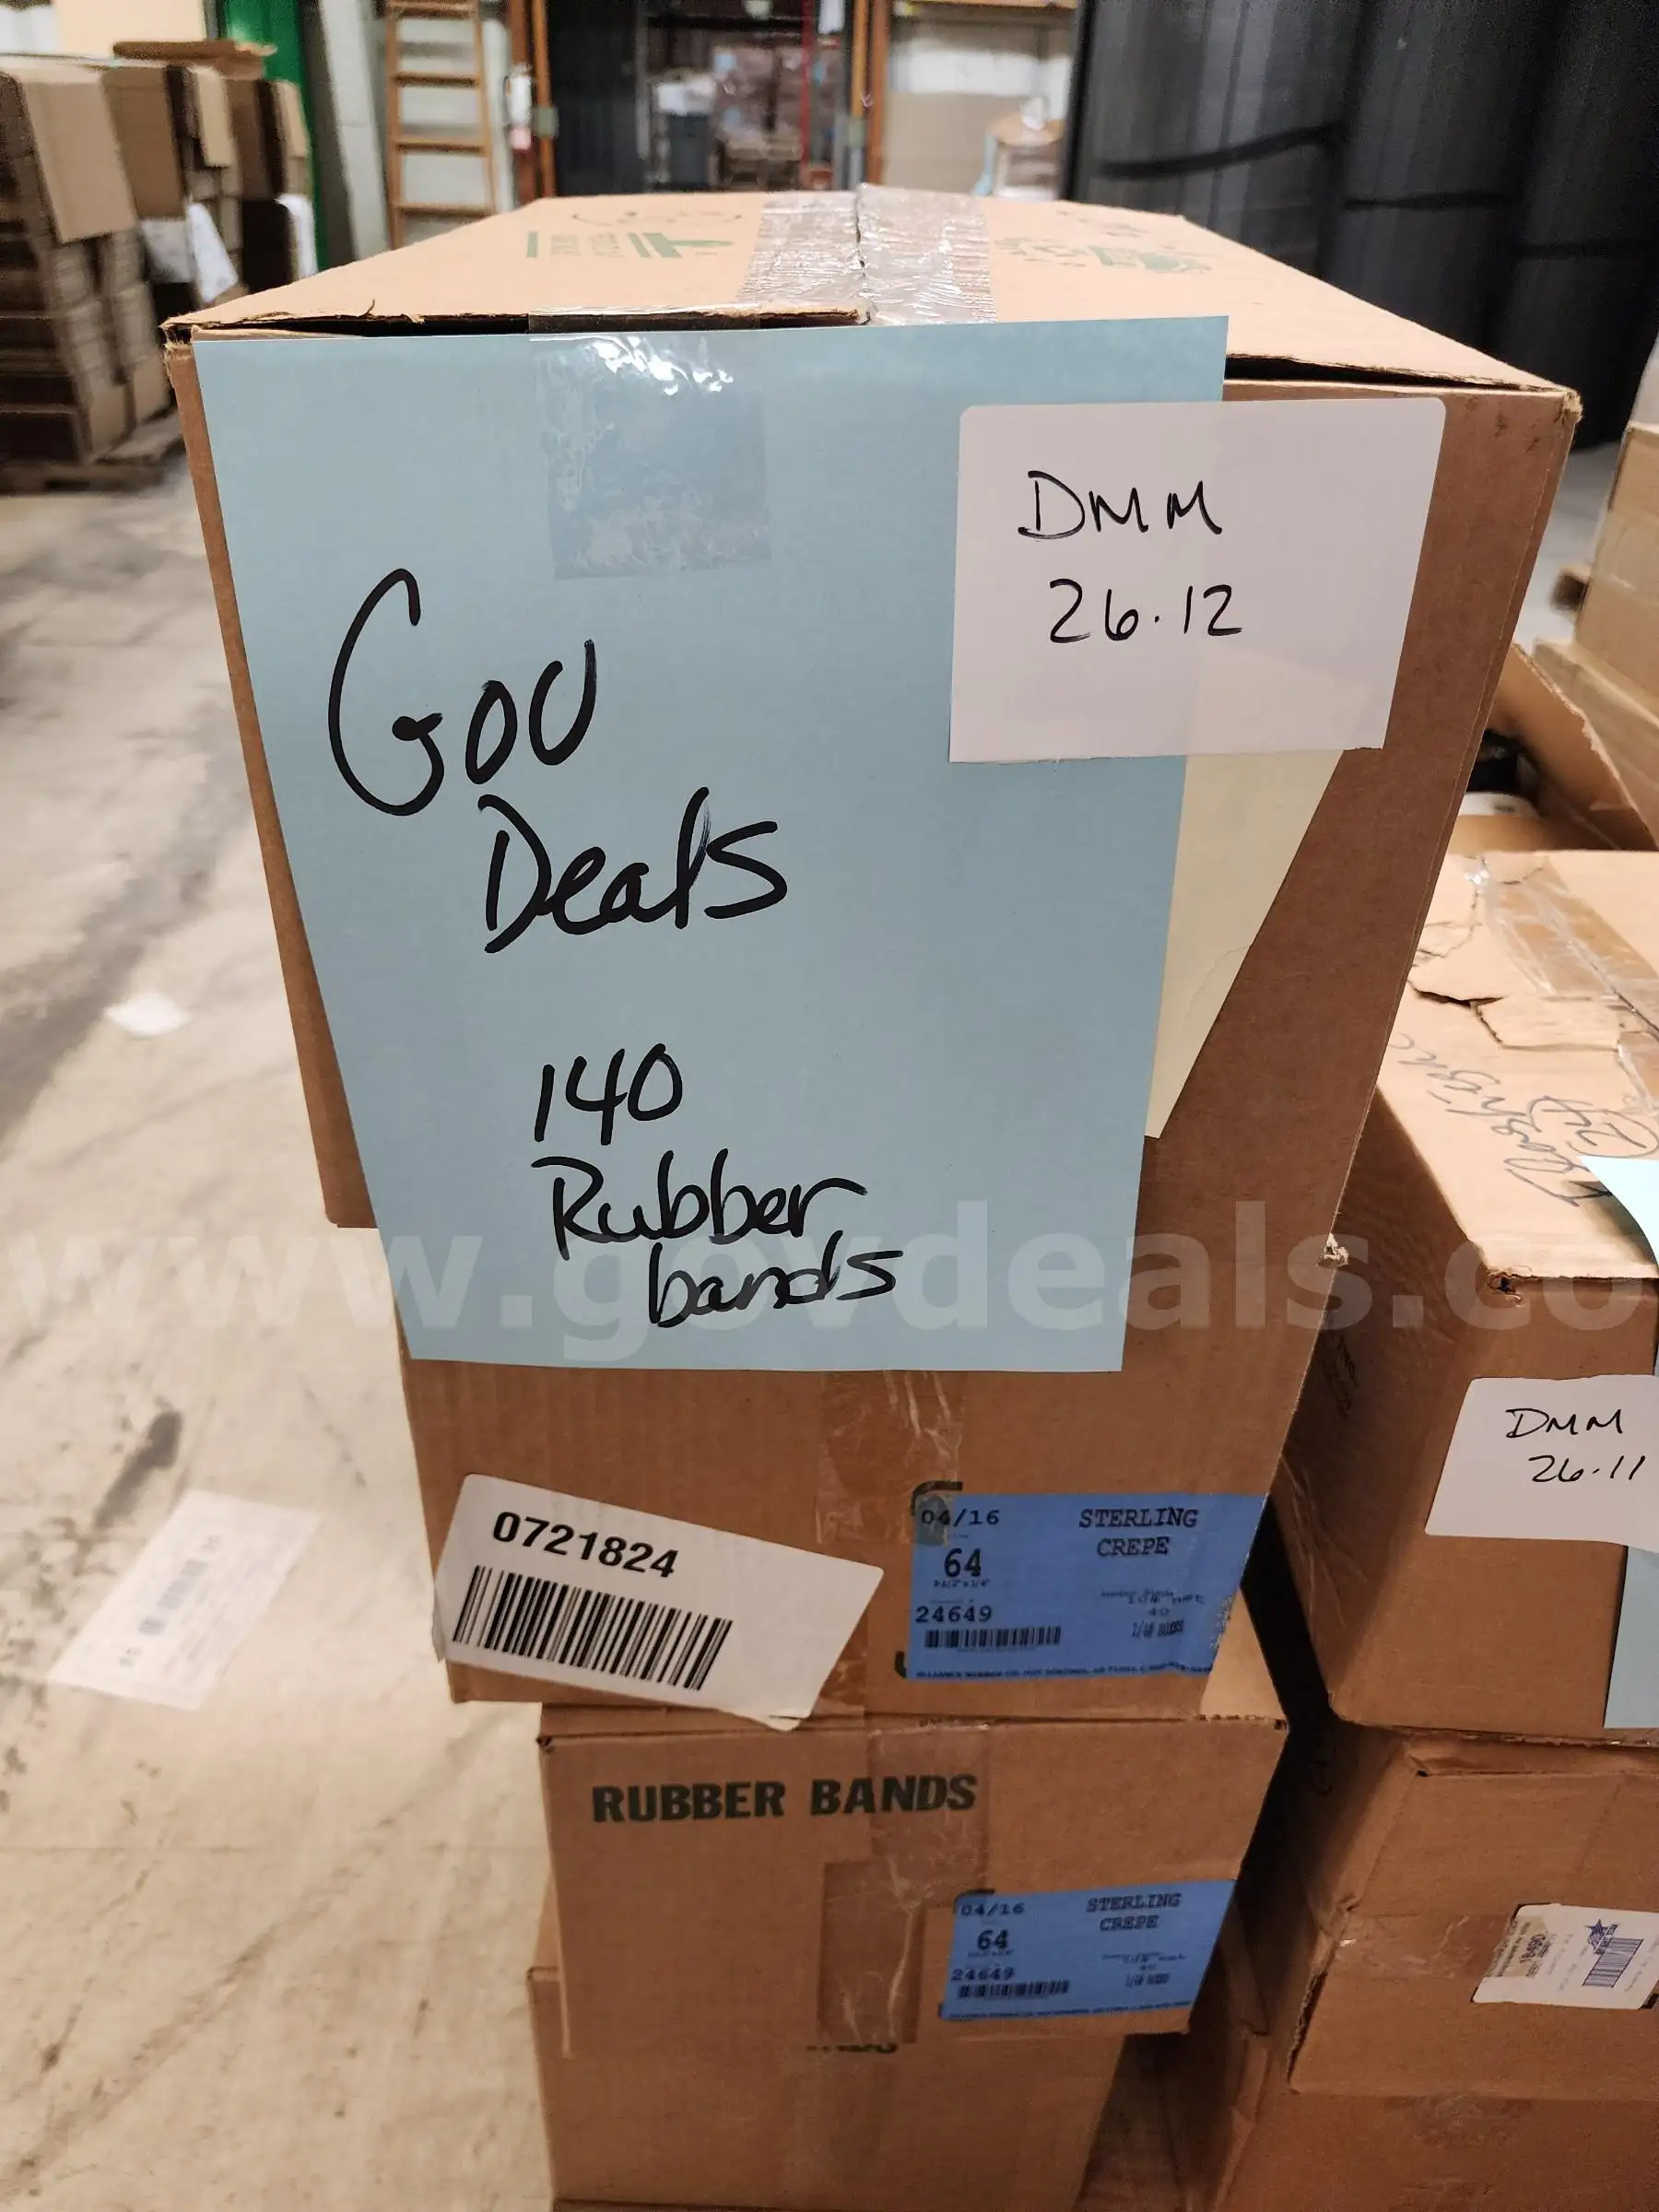 DMM
26.12
Gov
Deals
140
Rubber
bands
www.govdeals.co
0721824
04/16
STERLING
CREPE
64
24649
RUBBER BANDS
04/16
STERLING
CREPE
64
24649
DMM
26.11